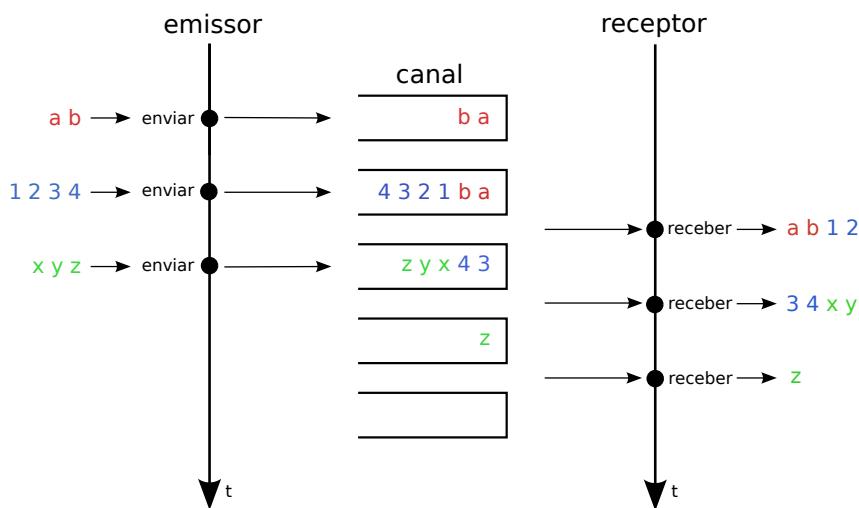 emissor
receptor
canal
a b enviar b a
1 2 3 4 enviar 4 3 2 1 b a
receber a b 1 2
x y z enviar z y x 4 3
receber 3 4 x y
z
receber z
t
t